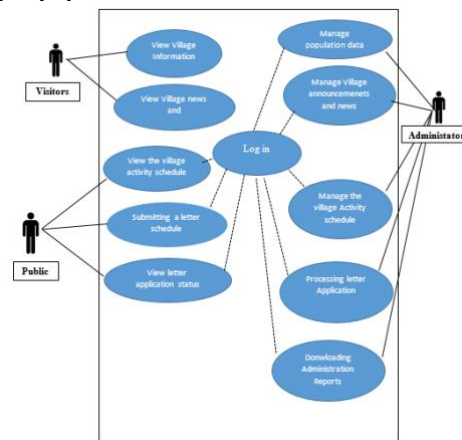 View Village
Information
Visitors
View Village news
and
View the village
activity schedule
Submitting a letter
schedule
Public
View letter
application status
Log in
Manage
population data
Manage Village
announcemenets
and news
Administator
Manage the
village Activity
schedule
Processing letter
Application
Donwloading
Administration
Reports